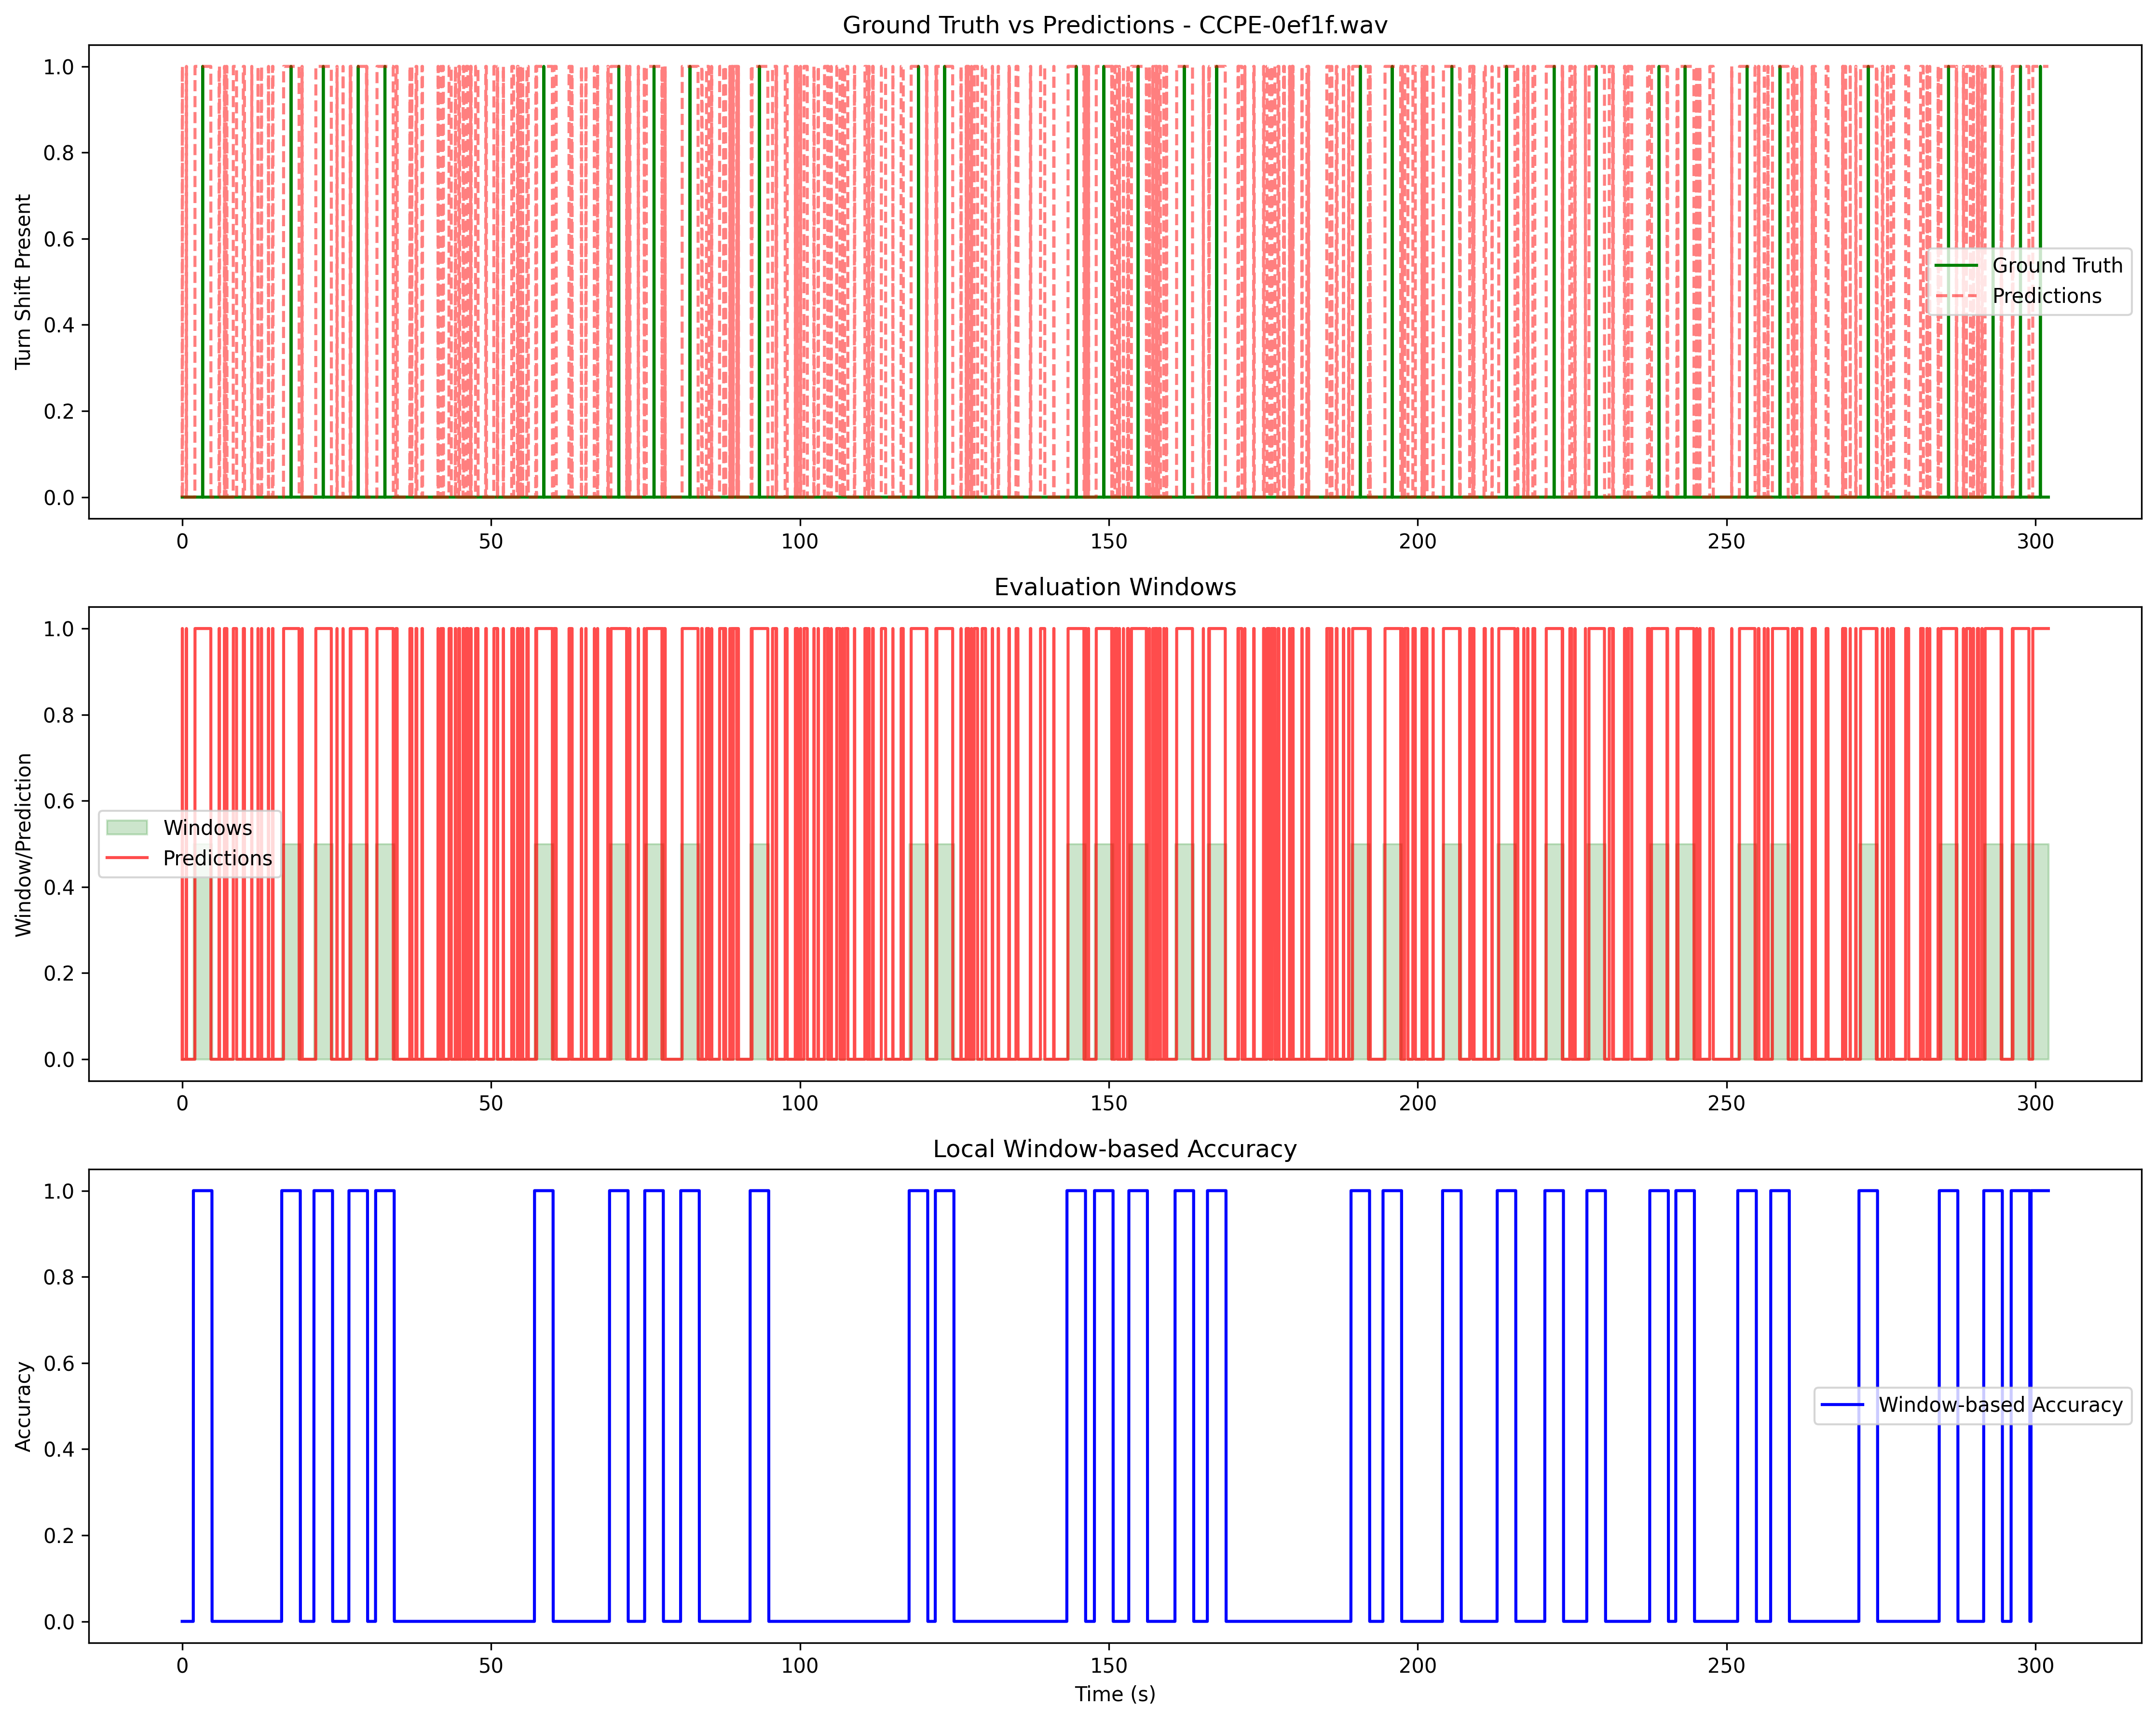 Ground Truth vs Predictions - CCPE-0ef1f.wav
Turn Shift Present
1.0
0.8
0.6
0.4
0.2
0.0
Ground Truth
Predictions
0 50 100 150 200 250 300
Evaluation Windows
Window/Prediction
1.0
0.8
0.6
0.4
0.2
0.0
Windows
Predictions
0 50 100 150 200 250 300
Local Window-based Accuracy
Accuracy
1.0
0.8
0.6
0.4
0.2
0.0
Window-based Accuracy
0 50 100 150 200 250 300
Time (s)